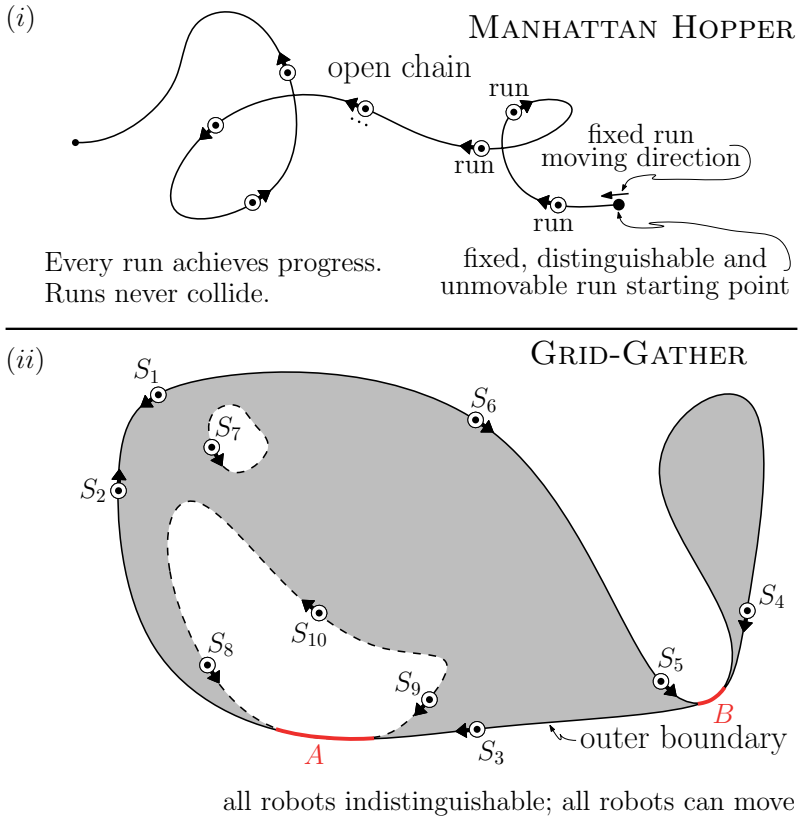 (i)
MANHATTAN HOPPER
open chain
run
...
run
fixed run
moving direction
run
Every run achieves progress.
Runs never collide.
fixed, distinguishable and
unmovable run starting point
(ii)
GRID-GATHER
S1
S6
S7
S2
S4
S10
S8
S5
S9
B
A
S3
outer boundary
all robots indistinguishable; all robots can move